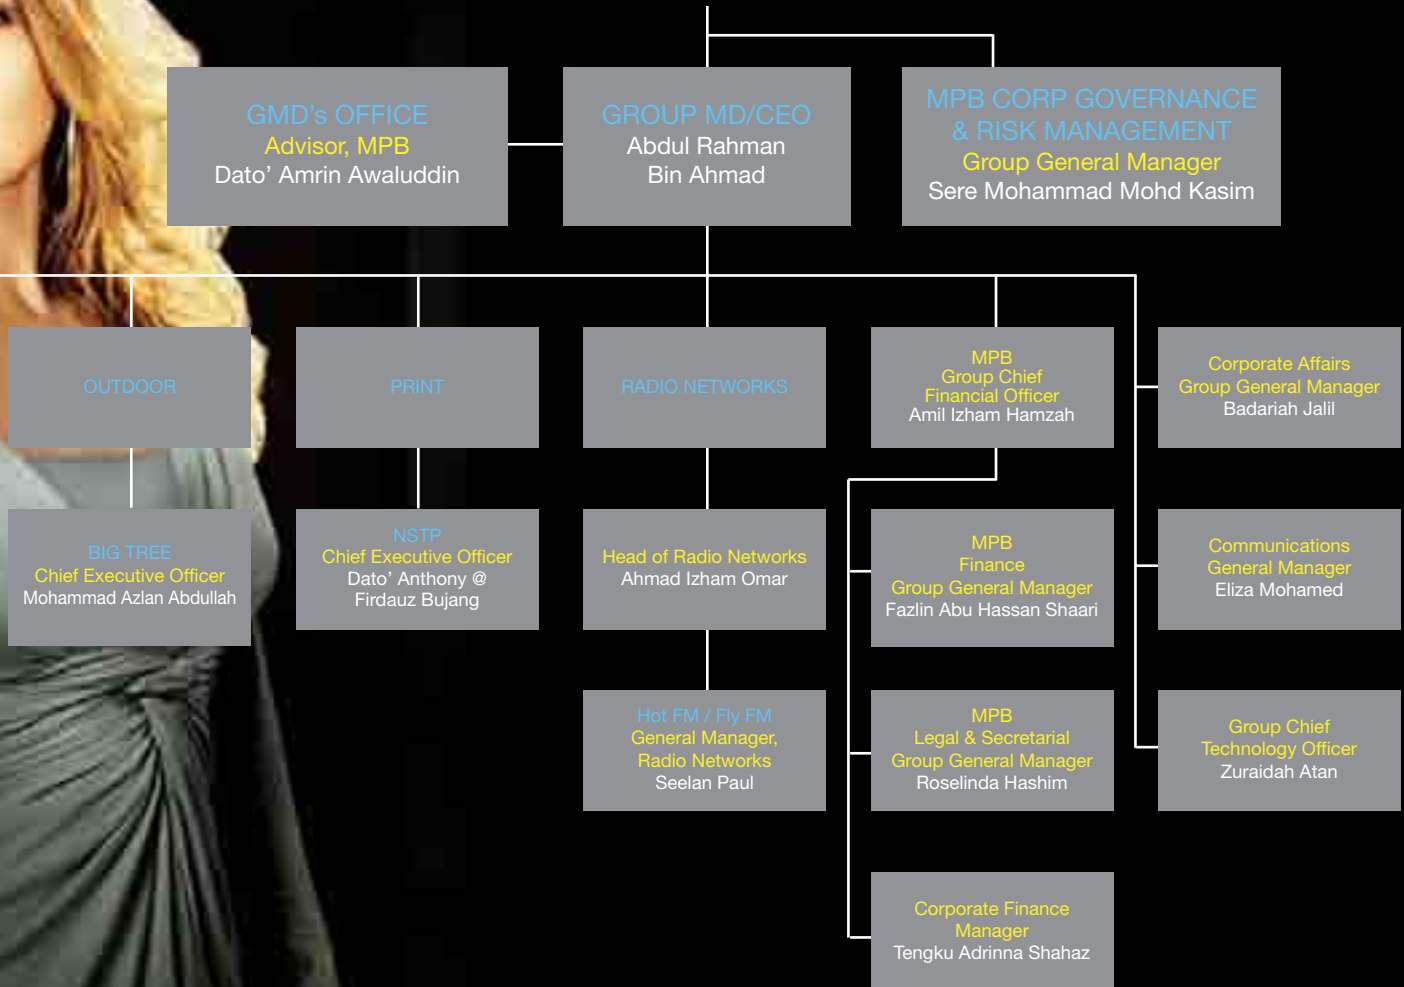 GMD's OFFICE
Advisor, MPB
Dato' Amrin Awaluddin
GROUP MD/CEO
Abdul Rahman
Bin Ahmad
MPB CORP GOVERNANCE
& RISK MANAGEMENT
Group General Manager
Sere Mohammad Mohd Kasim
OUTDOOR
PRINT
RADIO NETWORKS
MPB
Group Chief
Financial Officer
Amil Izham Hamzah
Corporate Affairs
Group General Manager
Badariah Jalil
BIG TREE
Chief Executive Officer
Mohammad Azlan Abdullah
NSTP
Chief Executive Officer
Dato' Anthony @
Firdauz Bujang
Head of Radio Networks
Ahmad Izham Omar
MPB
Finance
Group General Manager
Fazlin Abu Hassan Shaari
Communications
General Manager
Eliza Mohamed
Hot FM / Fly FM
General Manager,
Radio Networks
Seelan Paul
MPB
Legal & Secretarial
Group General Manager
Roselinda Hashim
Group Chief
Technology Officer
Zuraidah Atan
Corporate Finance
Manager
Tengku Adrinna Shahaz